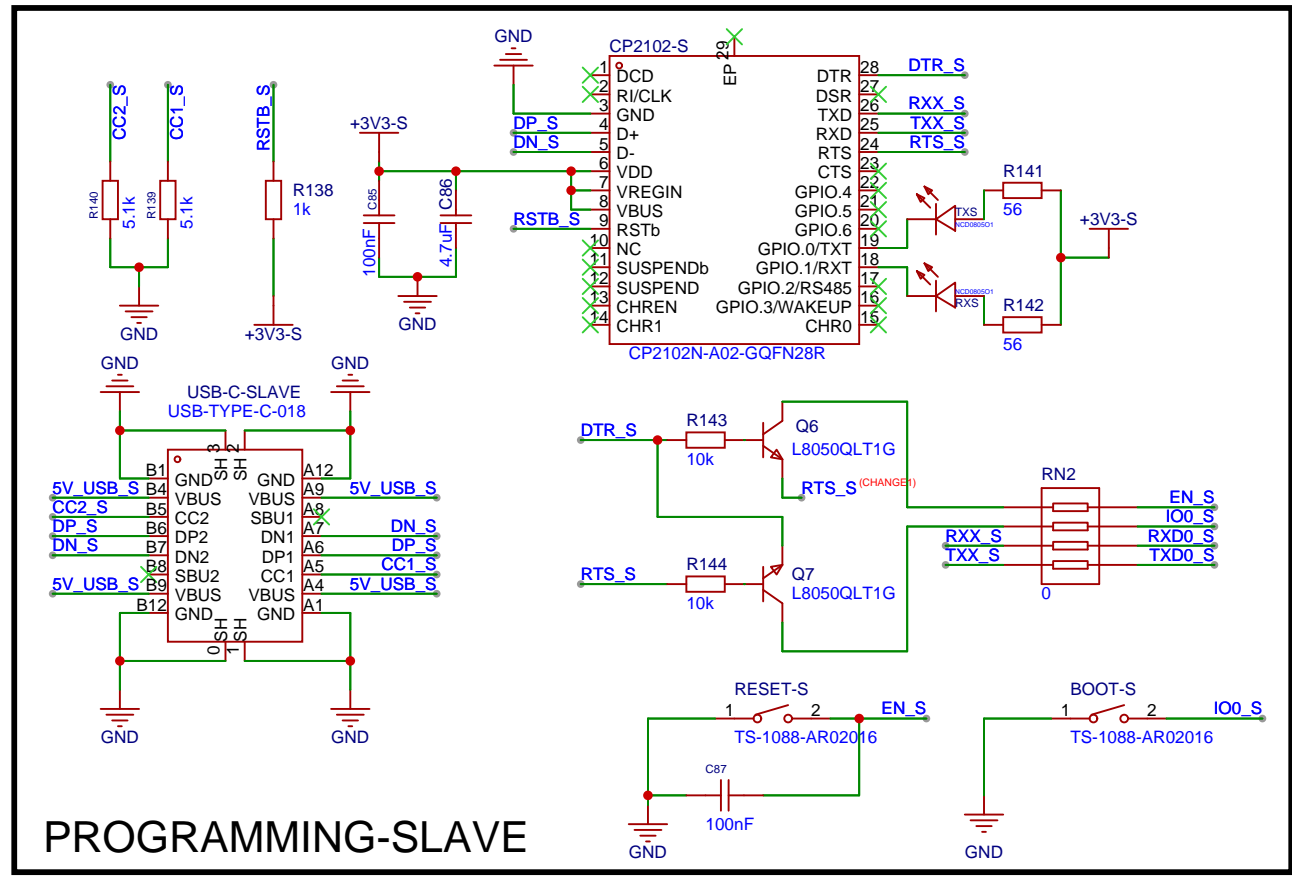 CC2_S
CC1_S
RSTB_S
R140
5.1k
R139
5.1k
GND
R138
1k
+3V3-S
+3V3-S
C85
100nF
C86
4.7uF
GND
GND
CP2102-S
EP 29
1 DCD
2 RI/CLK
3 GND
DP_S 4 D+
DN_S 5 D-
6 VDD
7 VREGIN
8 VBUS
RSTB_S 9 RSTb
10 NC
11 SUSPENDb
12 SUSPEND
13 CHREN
14 CHR1
DTR 28 DTR_S
DSR 27
TXD 26 RXX_S
RXD 25 TXX_S
RTS 24 RTS_S
CTS 23
GPIO.4 22
GPIO.5 21
GPIO.6 20
GPIO.0/TXT 19
GPIO.1/RXT 18
GPIO.2/RS485 17
GPIO.3/WAKEUP 16
CHR0 15
CP2102N-A02-GQFN28R
TXS
NCD0805O1
R141
56
+3V3-S
NCD0805O1
RXS
R142
56
GND
GND
USB-C-SLAVE
USB-TYPE-C-018
SH 3
SH 2
B1 GND
5V_USB_S B4 VBUS
CC2_S B5 CC2
DP_S B6 DP2
DN_S B7 DN2
B8 SBU2
5V_USB_S B9 VBUS
B12 GND
GND A12
VBUS A9 5V_USB_S
SBU1 A8
DN1 A7 DN_S
DP1 A6 DP_S
CC1 A5 CC1_S
VBUS A4 5V_USB_S
GND A1
0 SH
1 SH
GND
GND
DTR_S
R143
10k
Q6
L8050QLT1G
RTS_S (CHANGE1)
RTS_S
R144
10k
Q7
L8050QLT1G
RN2
EN_S
IO0_S
RXX_S RXD0_S
TXX_S TXD0_S
0
RESET-S
1 2 EN_S
TS-1088-AR02016
C87
100nF
GND
BOOT-S
1 2 IO0_S
TS-1088-AR02016
GND
PROGRAMMING-SLAVE